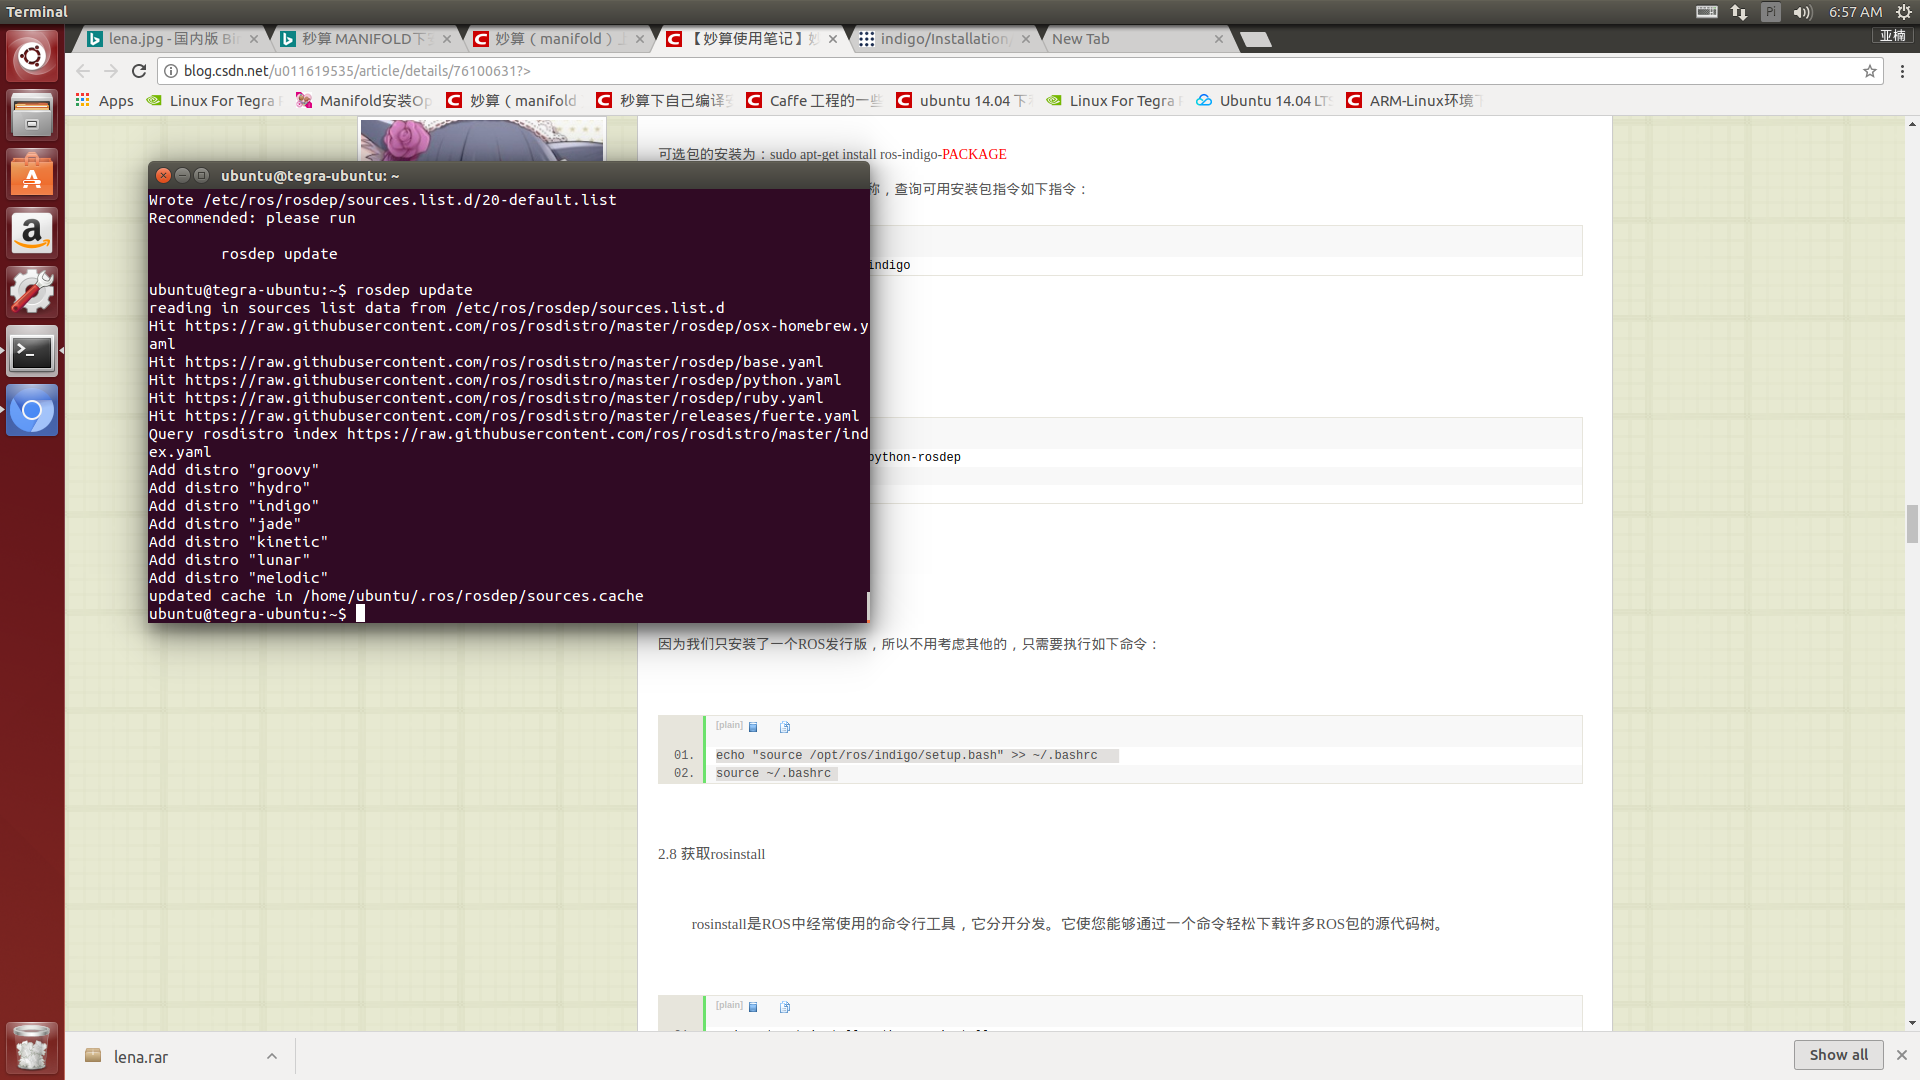 Terminal
Pi
6:57 AM
lena.jpg - 国内版 Bi
秒算 MANIFOLD下
妙算（manifold）
【妙算使用笔记】
indigo/Installation
New Tab
亚楠
blog.csdn.net/u011619535/article/details/76100631?>
Apps
Linux For Tegra
Manifold安装Op
妙算（manifold
秒算下自己编译
Caffe 工程的一些
ubuntu 14.04 下
Linux For Tegra
Ubuntu 14.04 LTS
ARM-Linux环境
可选包的安装为：sudo apt-get install ros-indigo-PACKAGE
称，查询可用安装包指令如下指令：
indigo
python-rosdep
ubuntu@tegra-ubuntu: ~
Wrote /etc/ros/rosdep/sources.list.d/20-default.list
Recommended: please run
rosdep update
ubuntu@tegra-ubuntu:~$ rosdep update
reading in sources list data from /etc/ros/rosdep/sources.list.d
Hit https://raw.githubusercontent.com/ros/rosdistro/master/rosdep/osx-homebrew.y
aml
Hit https://raw.githubusercontent.com/ros/rosdistro/master/rosdep/base.yaml
Hit https://raw.githubusercontent.com/ros/rosdistro/master/rosdep/python.yaml
Hit https://raw.githubusercontent.com/ros/rosdistro/master/rosdep/ruby.yaml
Hit https://raw.githubusercontent.com/ros/rosdistro/master/releases/fuerte.yaml
Query rosdistro index https://raw.githubusercontent.com/ros/rosdistro/master/ind
ex.yaml
Add distro "groovy"
Add distro "hydro"
Add distro "indigo"
Add distro "jade"
Add distro "kinetic"
Add distro "lunar"
Add distro "melodic"
updated cache in /home/ubuntu/.ros/rosdep/sources.cache
ubuntu@tegra-ubuntu:~$
因为我们只安装了一个ROS发行版，所以不用考虑其他的，只需要执行如下命令：
[plain]
01. echo "source /opt/ros/indigo/setup.bash" >> ~/.bashrc
02. source ~/.bashrc
2.8 获取rosinstall
rosinstall是ROS中经常使用的命令行工具，它分开分发。它使您能够通过一个命令轻松下载许多ROS包的源代码树。
[plain]
lena.rar
Show all